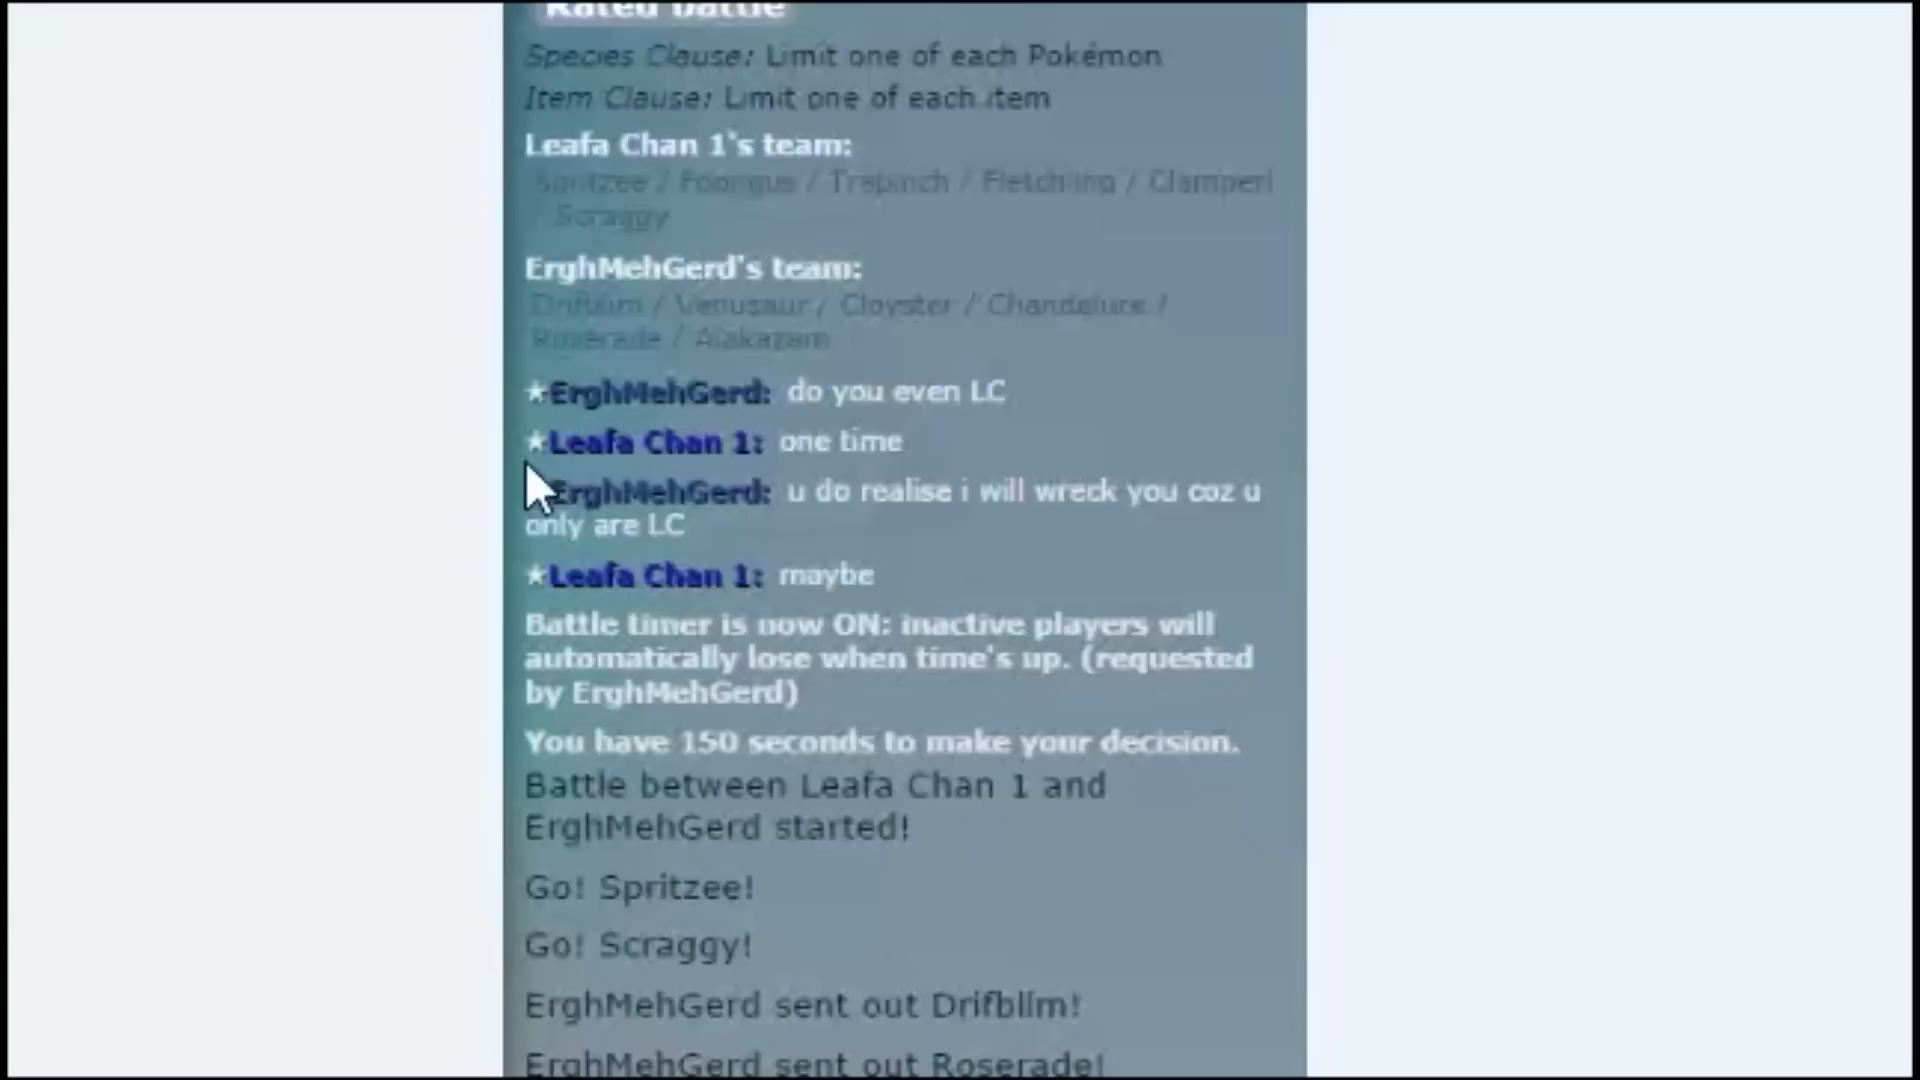 Rated battle
Species Clause: Limit one of each Pokémon
Item Clause: Limit one of each item
Leafa Chan 1's team:
Spritzee / Foongus / Trapinch / Fletchling / Clamperl
/ Scraggy
ErghMehGerd's team:
Drifblim / Venusaur / Cloyster / Chandelure /
Roserade / Alakazam
★ErghMehGerd: do you even LC
★Leafa Chan 1: one time
ErghMehGerd: u do realise i will wreck you coz u
only are LC
★Leafa Chan 1: maybe
Battle timer is now ON: inactive players will
automatically lose when time's up. (requested
by ErghMehGerd)
You have 150 seconds to make your decision.
Battle between Leafa Chan 1 and
ErghMehGerd started!
Go! Spritzee!
Go! Scraggy!
ErghMehGerd sent out Drifblim!
ErghMehGerd sent out Roserade!